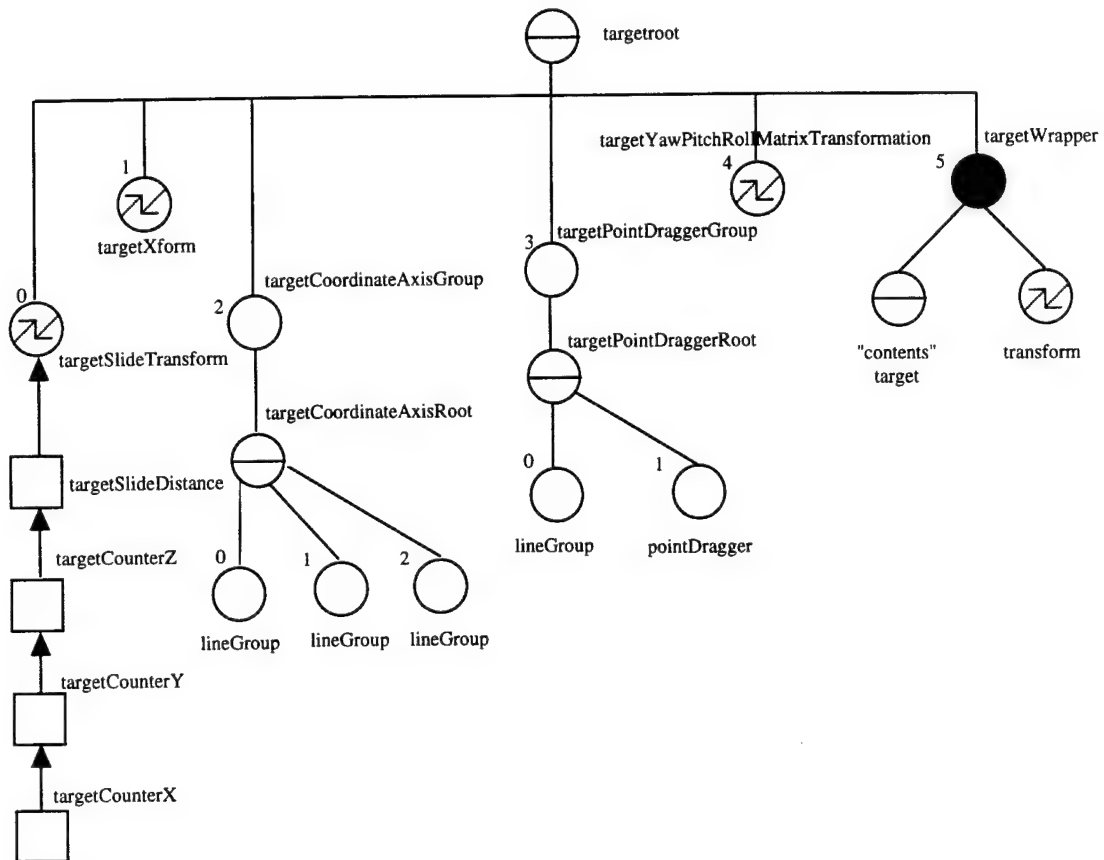 targetroot
targetYawPitchRollMatrixTransformation
targetWrapper
1
4
5
targetXform
targetPointDraggerGroup
3
targetCoordinateAxisGroup
0
2
targetSlideTransform
targetPointDraggerRoot
"contents"
target
transform
targetCoordinateAxisRoot
targetSlideDistance
0
1
lineGroup
pointDragger
targetCounterZ
0
1
2
lineGroup
lineGroup
lineGroup
targetCounterY
targetCounterX